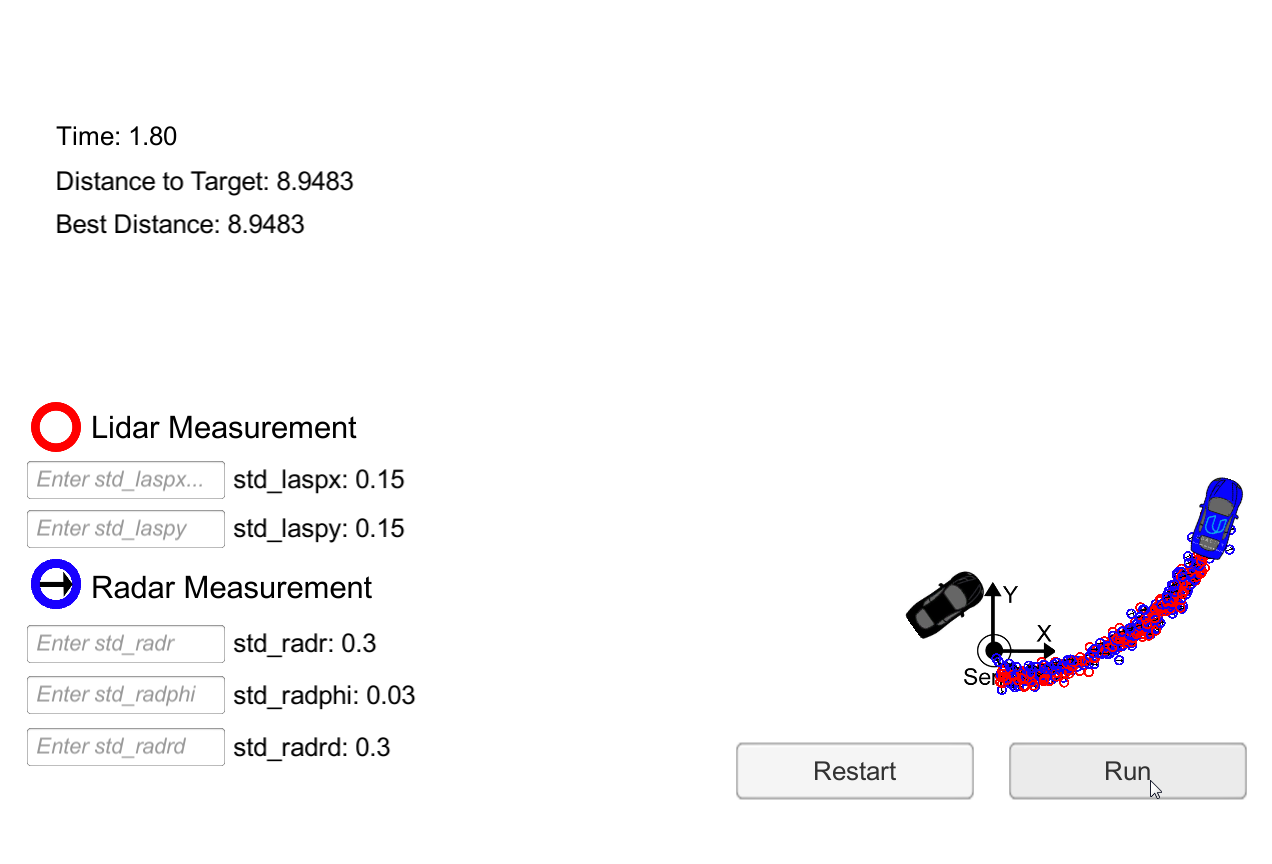 Time: 1.80
Distance to Target: 8.9483
Best Distance: 8.9483
Lidar Measurement
Enter std_laspx... std_laspx: 0.15
Enter std_laspy std_laspy: 0.15
Radar Measurement
Enter std_radr std_radr: 0.3
Enter std_radphi std_radphi: 0.03
Enter std_radrd std_radrd: 0.3
Y
X
Restart Run